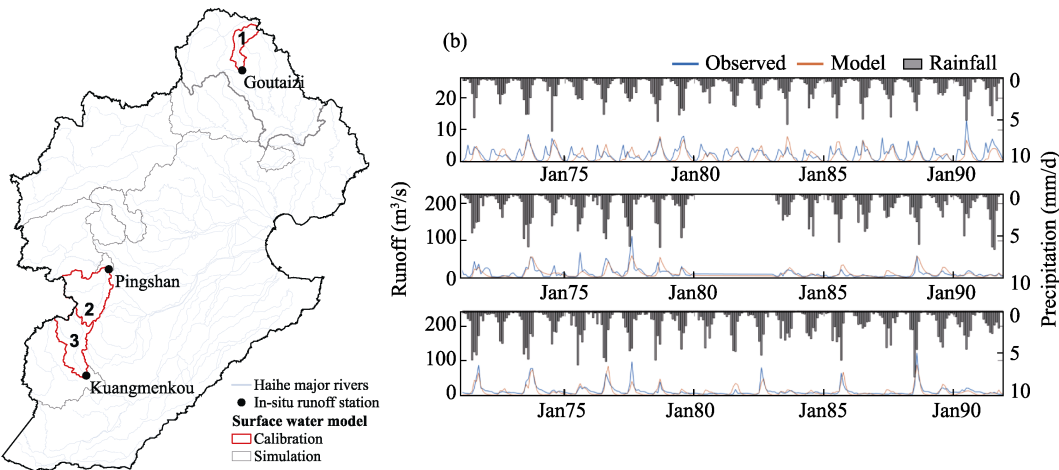 1
Goutaizi
Pingshan
2
3
Kuangmenkou
Haihe major rivers
In-situ runoff station
Surface water model
Calibration
Simulation
(b)
Observed Model Rainfall
Runoff (m³/s)
Precipitation (mm/d)
20
10
0
0
5
10
Jan75 Jan80 Jan85 Jan90
200
100
0
0
5
10
Jan75 Jan80 Jan85 Jan90
200
100
0
0
5
10
Jan75 Jan80 Jan85 Jan90